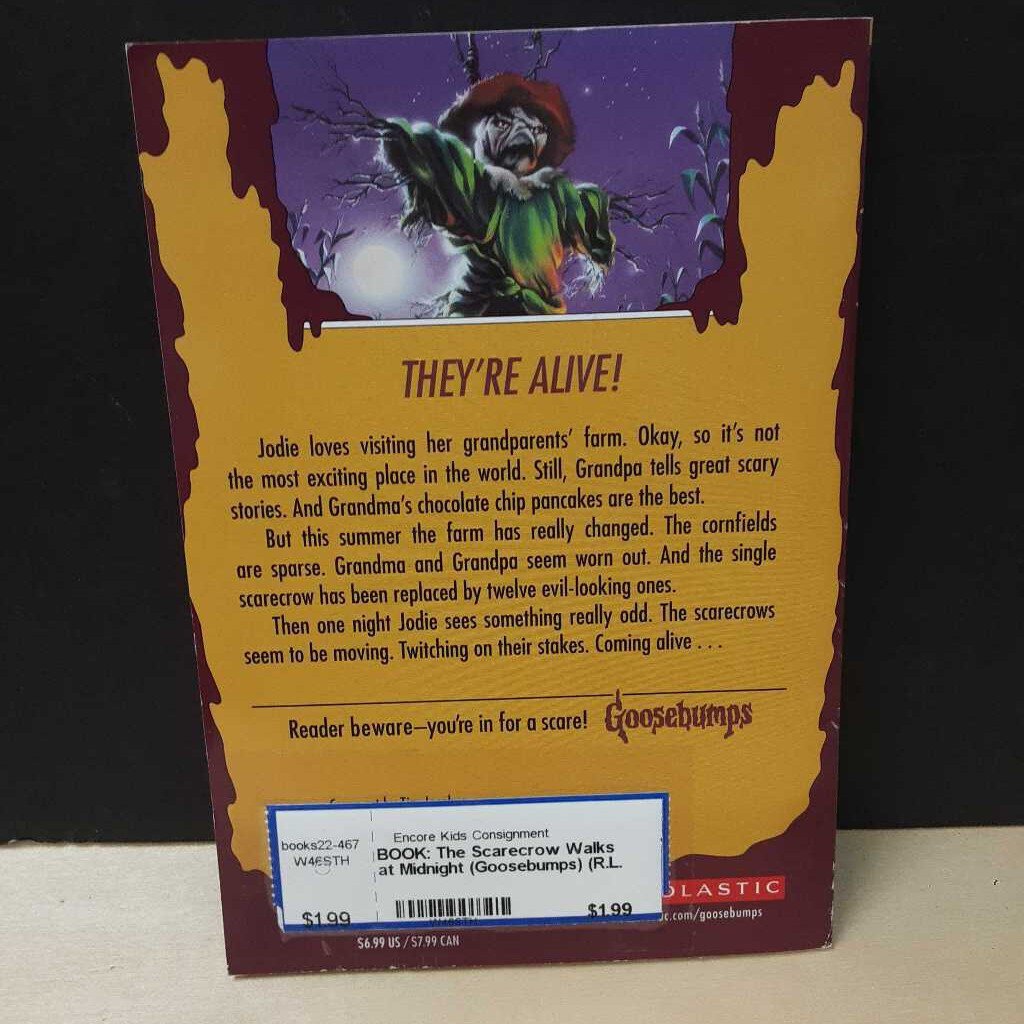 THEY'RE ALIVE!
Jodie loves visiting her grandparents' farm. Okay, so it's not
the most exciting place in the world. Still, Grandpa tells great scary
stories. And Grandma's chocolate chip pancakes are the best.
But this summer the farm has really changed. The cornfields
are sparse. Grandma and Grandpa seem worn out. And the single
scarecrow has been replaced by twelve evil-looking ones.
Then one night Jodie sees something really odd. The scarecrows
seem to be moving. Twitching on their stakes. Coming alive . . .
Reader beware—you're in for a scare! Goosebumps
books22-467
W46STH
$1.99
Encore Kids Consignment
BOOK: The Scarecrow Walks
at Midnight (Goosebumps) (R.L.
W46STH
$1.99
LASTIC
c.com/goosebumps
$6.99 US / $7.99 CAN